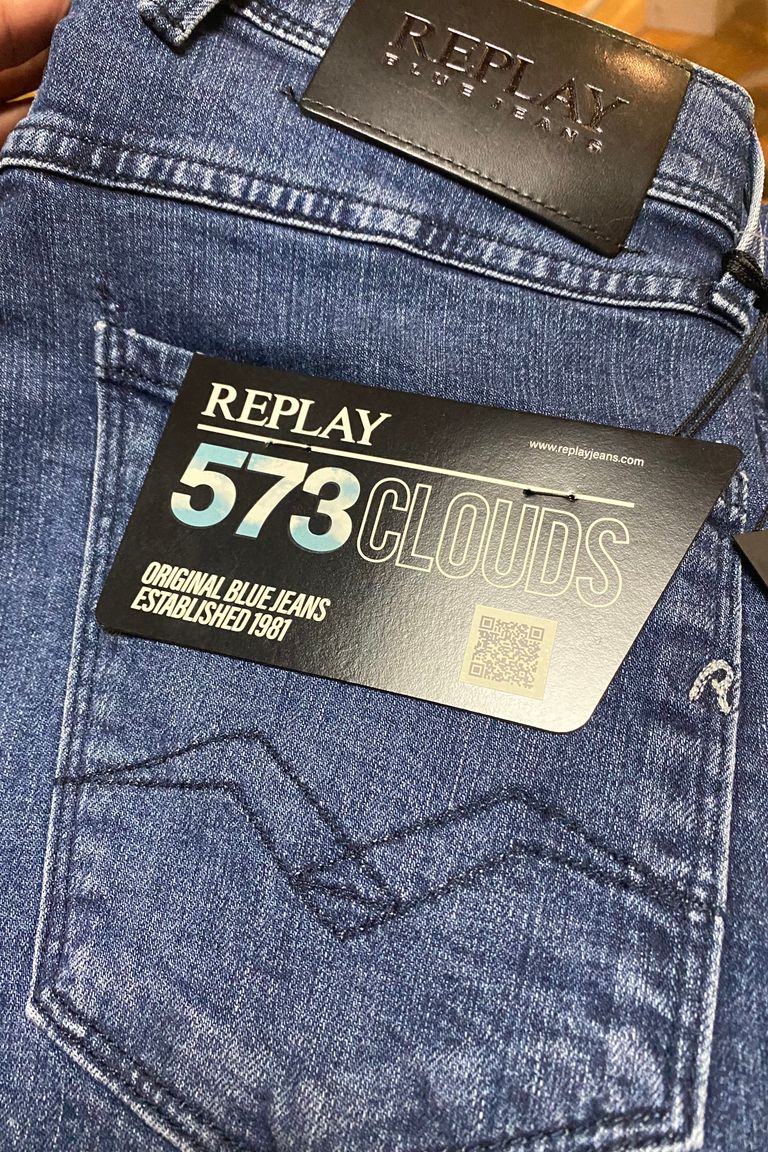 REPLAY
BLUE JEANS
REPLAY
www.replayjeans.com
573CLOUDS
ORIGINAL BLUE JEANS
ESTABLISHED 1981
R